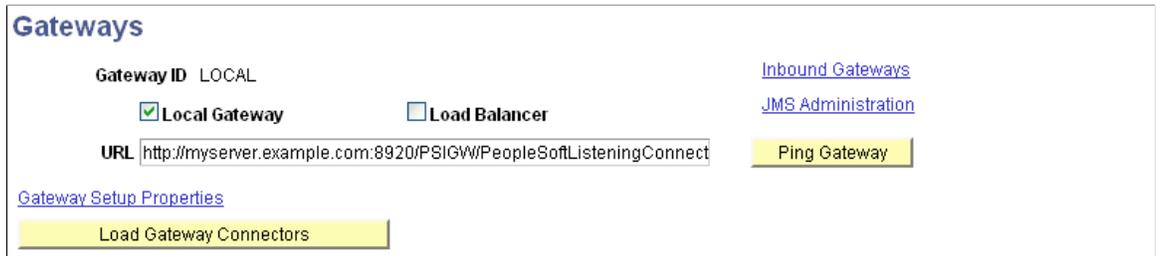 Gateways
Gateway ID LOCAL
Inbound Gateways
Local Gateway Load Balancer
JMS Administration
URL http://myserver.example.com:8920/PSIGW/PeopleSoftListeningConnect
Ping Gateway
Gateway Setup Properties
Load Gateway Connectors